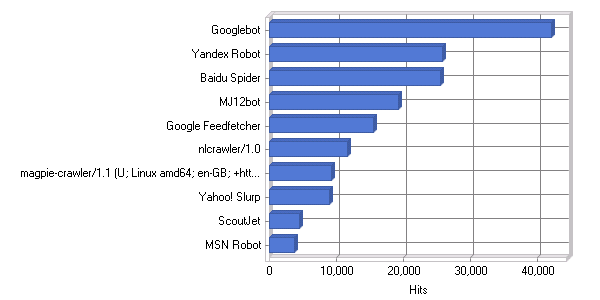 Googlebot
Yandex Robot
Baidu Spider
MJ12bot
Google Feedfetcher
nlcrawler/1.0
magpie-crawler/1.1 (U; Linux amd64; en-GB; +htt...
Yahoo! Slurp
ScoutJet
MSN Robot
0 10,000 20,000 30,000 40,000
Hits